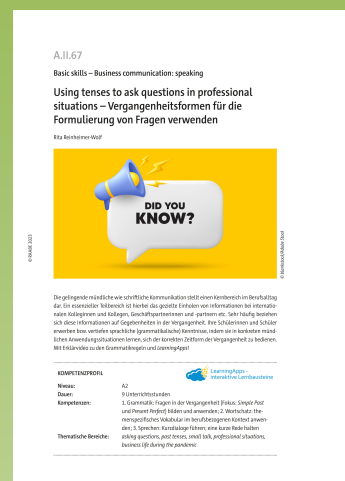 A.II.67
Basic skills – Business communication: speaking
Using tenses to ask questions in professional
situations – Vergangenheitsformen für die
Formulierung von Fragen verwenden
Rita Reinheimer-Wolf
DID YOU
KNOW?
© RAABE 2023
Die gelingende mündliche wie schriftliche Kommunikation stellt einen Kernbereich im Berufsalltag
dar. Ein essenzieller Teilbereich ist hierbei das gezielte Einholen von Informationen bei internatio-
nalen Kolleginnen und Kollegen, Geschäftspartnerinnen und -partnern etc. Sehr häufig beziehen
sich diese Informationen auf Gegebenheiten in der Vergangenheit. Ihre Schülerinnen und Schüler
erwerben bzw. vertiefen sprachliche (grammatikalische) Kenntnisse, indem sie in konkreten münd-
lichen Anwendungssituationen lernen, sich der korrekten Zeitform der Vergangenheit zu bedienen.
Mit Erklärvideo zu den Grammatikregeln und LearningApps!
KOMPETENZPROFIL
LearningApps –
interaktive Lernbausteine
Niveau: A2
Dauer: 9 Unterrichtsstunden
Kompetenzen: 1. Grammatik: Fragen in der Vergangenheit (Fokus: Simple Past
und Present Perfect) bilden und anwenden; 2. Wortschatz: the-
menspezifisches Vokabular im berufsbezogenen Kontext anwen-
den; 3. Sprechen: Kurzdialoge führen, eine kurze Rede halten
Thematische Bereiche: asking questions, past tenses, small talk, professional situations,
business life during the pandemic